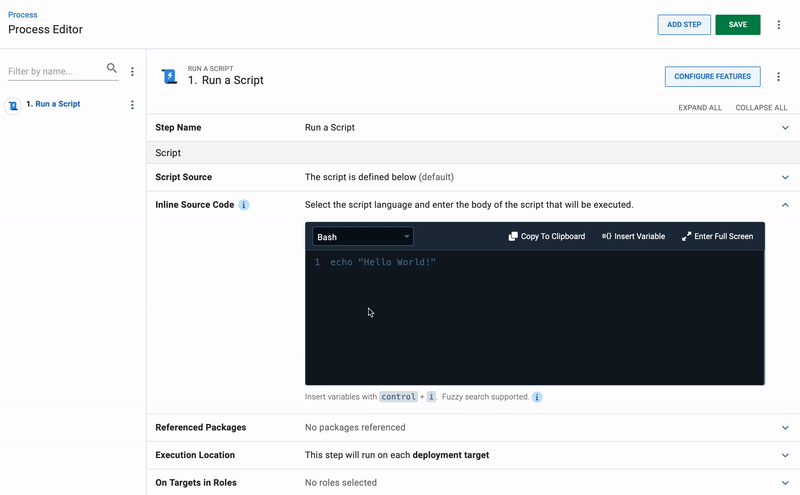 Process
Process Editor
ADD STEP
SAVE
Filter by name...
1. Run a Script
RUN A SCRIPT
1. Run a Script
CONFIGURE FEATURES
EXPAND ALL COLLAPSE ALL
Step Name Run a Script
Script
Script Source The script is defined below (default)
Inline Source Code i Select the script language and enter the body of the script that will be executed.
Bash Copy To Clipboard Insert Variable Enter Full Screen
1 echo "Hello World!"
Insert variables with control + i. Fuzzy search supported. i
Referenced Packages No packages referenced
Execution Location This step will run on each deployment target
On Targets in Roles No roles selected